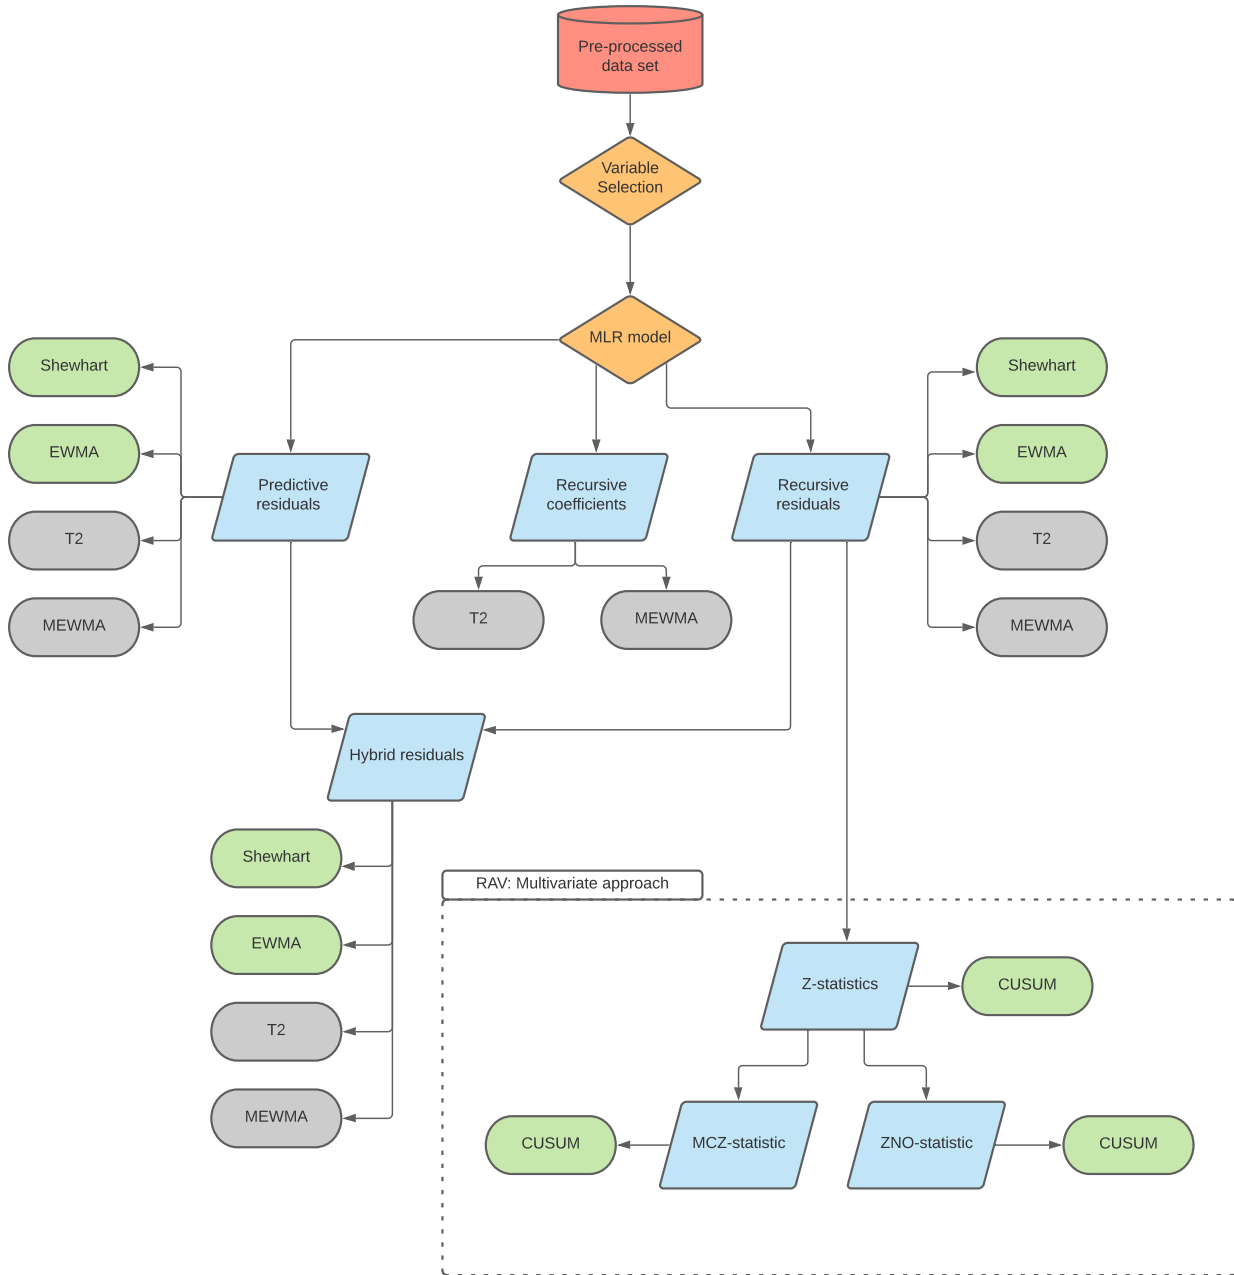 Pre-processed
data set
Variable
Selection
MLR model
Shewhart
EWMA
T2
MEWMA
Predictive
residuals
Recursive
coefficients
Recursive
residuals
Shewhart
EWMA
T2
MEWMA
T2
MEWMA
Hybrid residuals
Shewhart
EWMA
T2
MEWMA
RAV: Multivariate approach
Z-statistics
CUSUM
CUSUM
MCZ-statistic
ZNO-statistic
CUSUM